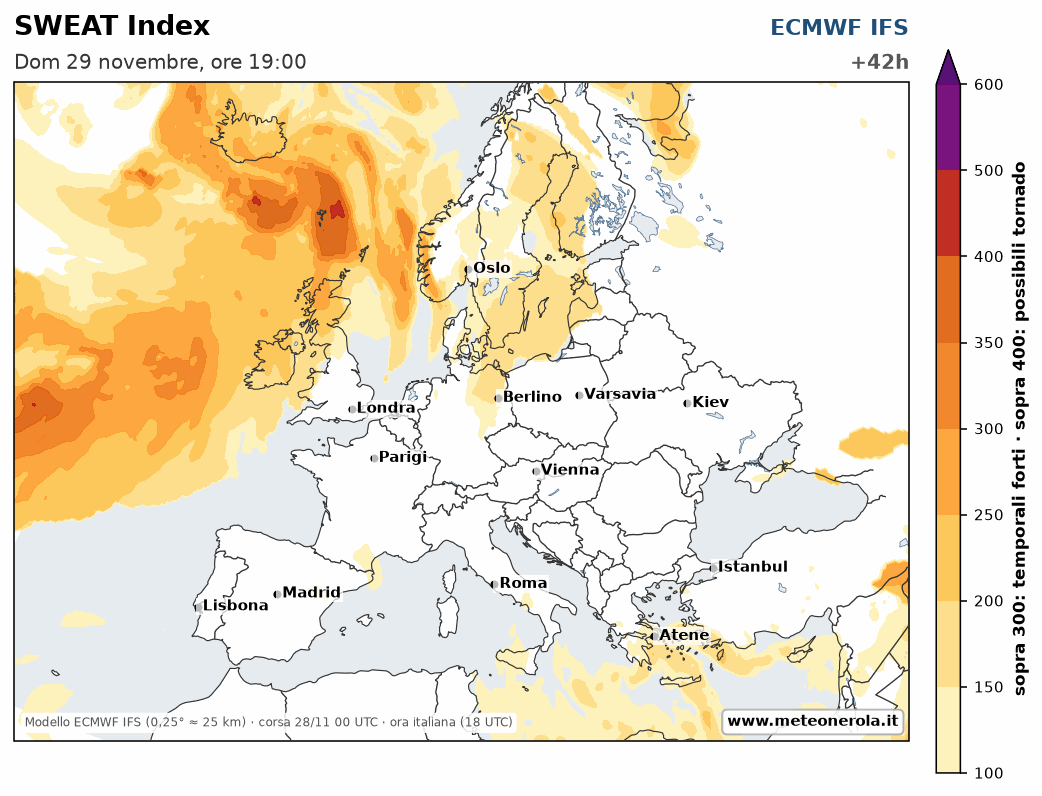 SWEAT Index
ECMWF IFS
Dom 29 novembre, ore 19:00
+42h
600
500
400
350
300
250
200
150
100
sopra 300: temporali forti · sopra 400: possibili tornado
Oslo
Berlino
Varsavia
Kiev
Londra
Parigi
Vienna
Istanbul
Roma
Madrid
Lisbona
Atene
Modello ECMWF IFS (0,25° ≈ 25 km) · corsa 28/11 00 UTC · ora italiana (18 UTC)
www.meteonerola.it